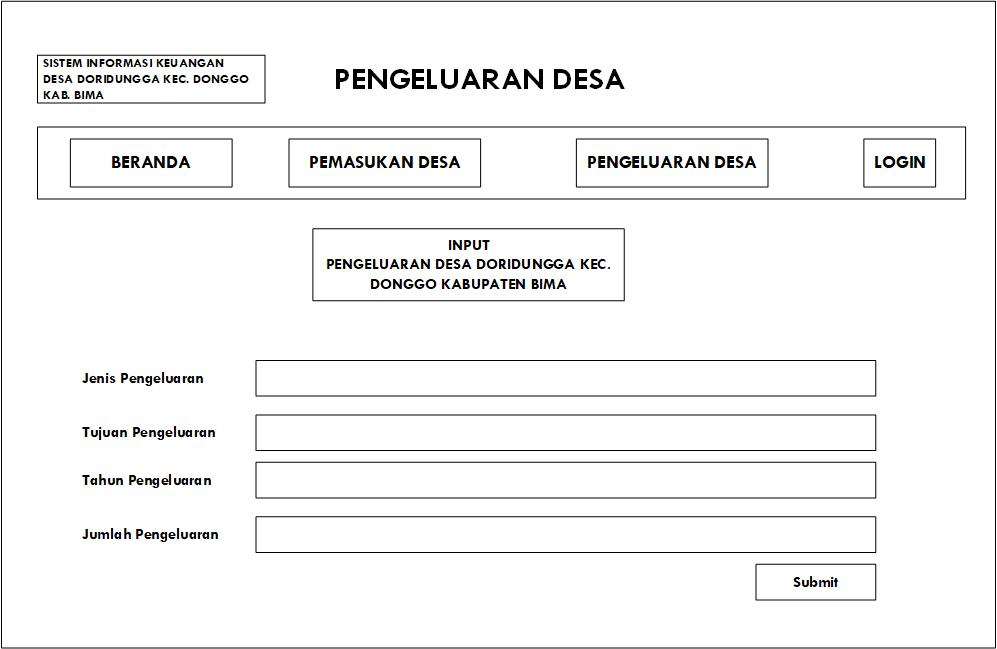 SISTEM INFORMASI KEUANGAN
DESA DORIDUNGGA KEC. DONGGO
KAB. BIMA
PENGELUARAN DESA
BERANDA
PEMASUKAN DESA
PENGELUARAN DESA
LOGIN
INPUT
PENGELUARAN DESA DORIDUNGGA KEC.
DONGGO KABUPATEN BIMA
Jenis Pengeluaran
Tujuan Pengeluaran
Tahun Pengeluaran
Jumlah Pengeluaran
Submit